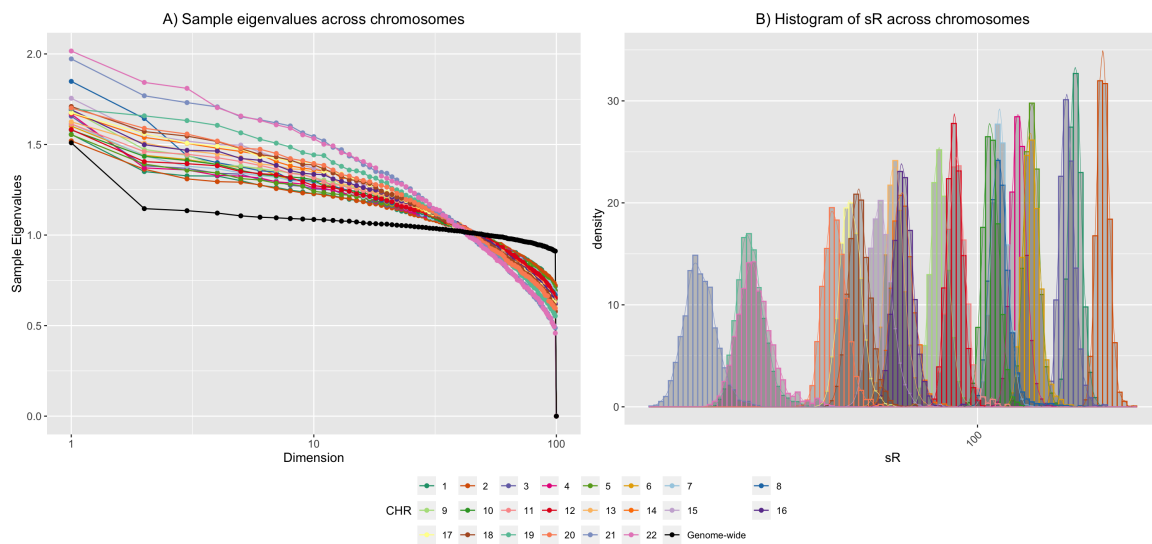 A) Sample eigenvalues across chromosomes
2.0
1.5
1.0
0.5
0.0
Sample Eigenvalues
1
10
100
Dimension
B) Histogram of sR across chromosomes
30
20
10
0
density
100
sR
CHR
1 2 3 4 5 6 7 8
9 10 11 12 13 14 15 16
17 18 19 20 21 22 Genome-wide